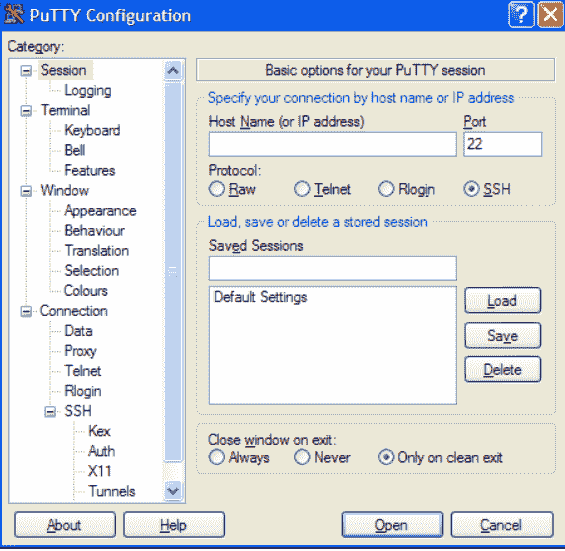 PuTTY Configuration
Category:
Session
Logging
Terminal
Keyboard
Bell
Features
Window
Appearance
Behaviour
Translation
Selection
Colours
Connection
Data
Proxy
Telnet
Rlogin
SSH
Kex
Auth
X11
Tunnels
Basic options for your PuTTY session
Specify your connection by host name or IP address
Host Name (or IP address) Port
22
Protocol:
Raw Telnet Rlogin SSH
Load, save or delete a stored session
Saved Sessions
Default Settings
Load
Save
Delete
Close window on exit:
Always Never Only on clean exit
About Help Open Cancel